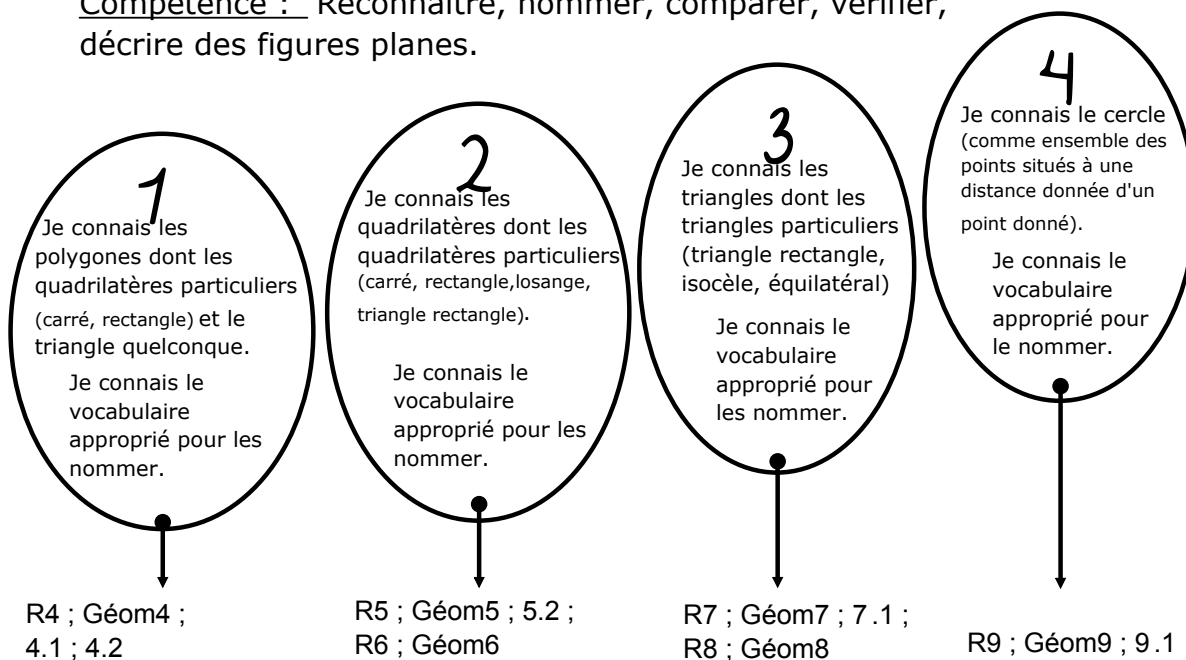 Compétence : Reconnaître, nommer, comparer, vérifier,
décrire des figures planes.
1
Je connais les
polygones dont les
quadrilatères particuliers
(carré, rectangle) et le
triangle quelconque.
Je connais le
vocabulaire
approprié pour les
nommer.
R4 ; Géom4 ;
4.1 ; 4.2
2
Je connais les
quadrilatères dont les
quadrilatères particuliers
(carré, rectangle,losange,
triangle rectangle).
Je connais le
vocabulaire
approprié pour les
nommer.
R5 ; Géom5 ; 5.2 ;
R6 ; Géom6
3
Je connais les
triangles dont les
triangles particuliers
(triangle rectangle,
isocèle, équilatéral)
Je connais le
vocabulaire
approprié pour
les nommer.
R7 ; Géom7 ; 7.1 ;
R8 ; Géom8
4
Je connais le cercle
(comme ensemble des
points situés à une
distance donnée d'un
point donné).
Je connais le
vocabulaire
approprié pour
le nommer.
R9 ; Géom9 ; 9.1